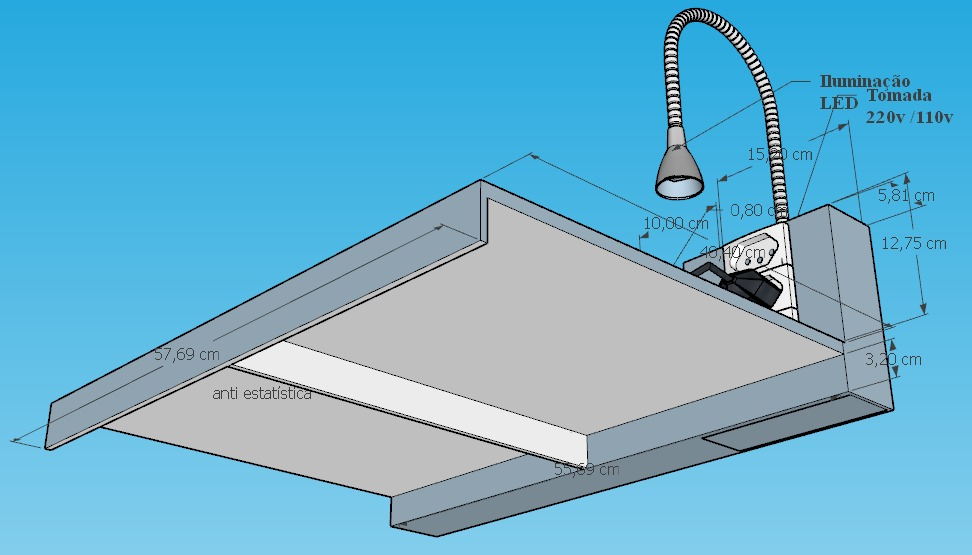 Iluminação
LED
Tomada
220v /110v
15,20 cm
5,81 cm
0,80 cm
10,00 cm
12,75 cm
40,40 cm
57,69 cm
3,20 cm
anti estatística
55,69 cm